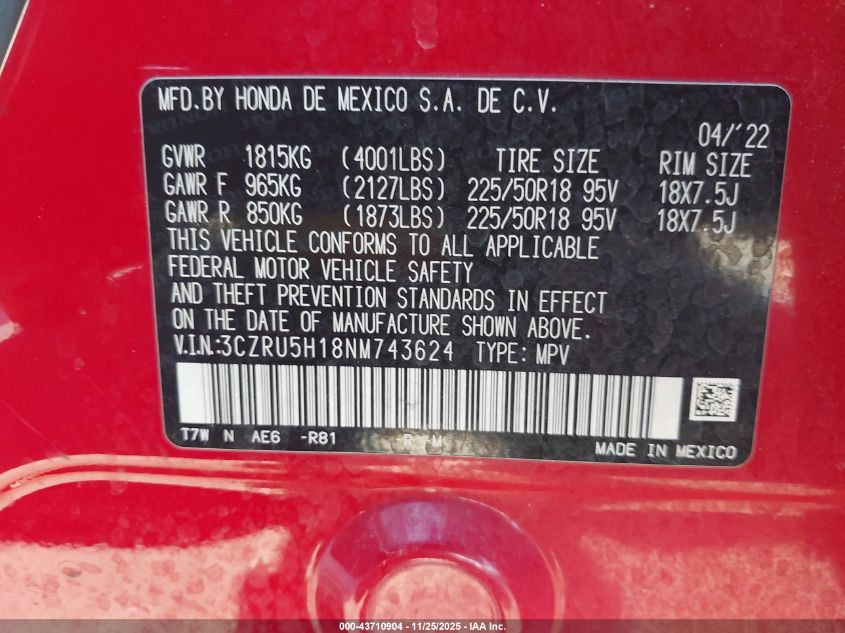 MFD.BY HONDA DE MEXICO S.A. DE C.V.
04/'22
GVWR 1815KG (4001LBS) TIRE SIZE RIM SIZE
GAWR F 965KG (2127LBS) 225/50R18 95V 18X7.5J
GAWR R 850KG (1873LBS) 225/50R18 95V 18X7.5J
THIS VEHICLE CONFORMS TO ALL APPLICABLE
FEDERAL MOTOR VEHICLE SAFETY
AND THEFT PREVENTION STANDARDS IN EFFECT
ON THE DATE OF MANUFACTURE SHOWN ABOVE.
V.I.N.:3CZRU5H18NM743624 TYPE: MPV
T7W N AE6 -R81
MADE IN MEXICO
000-43710904 - 11/25/2025 - IAA Inc.